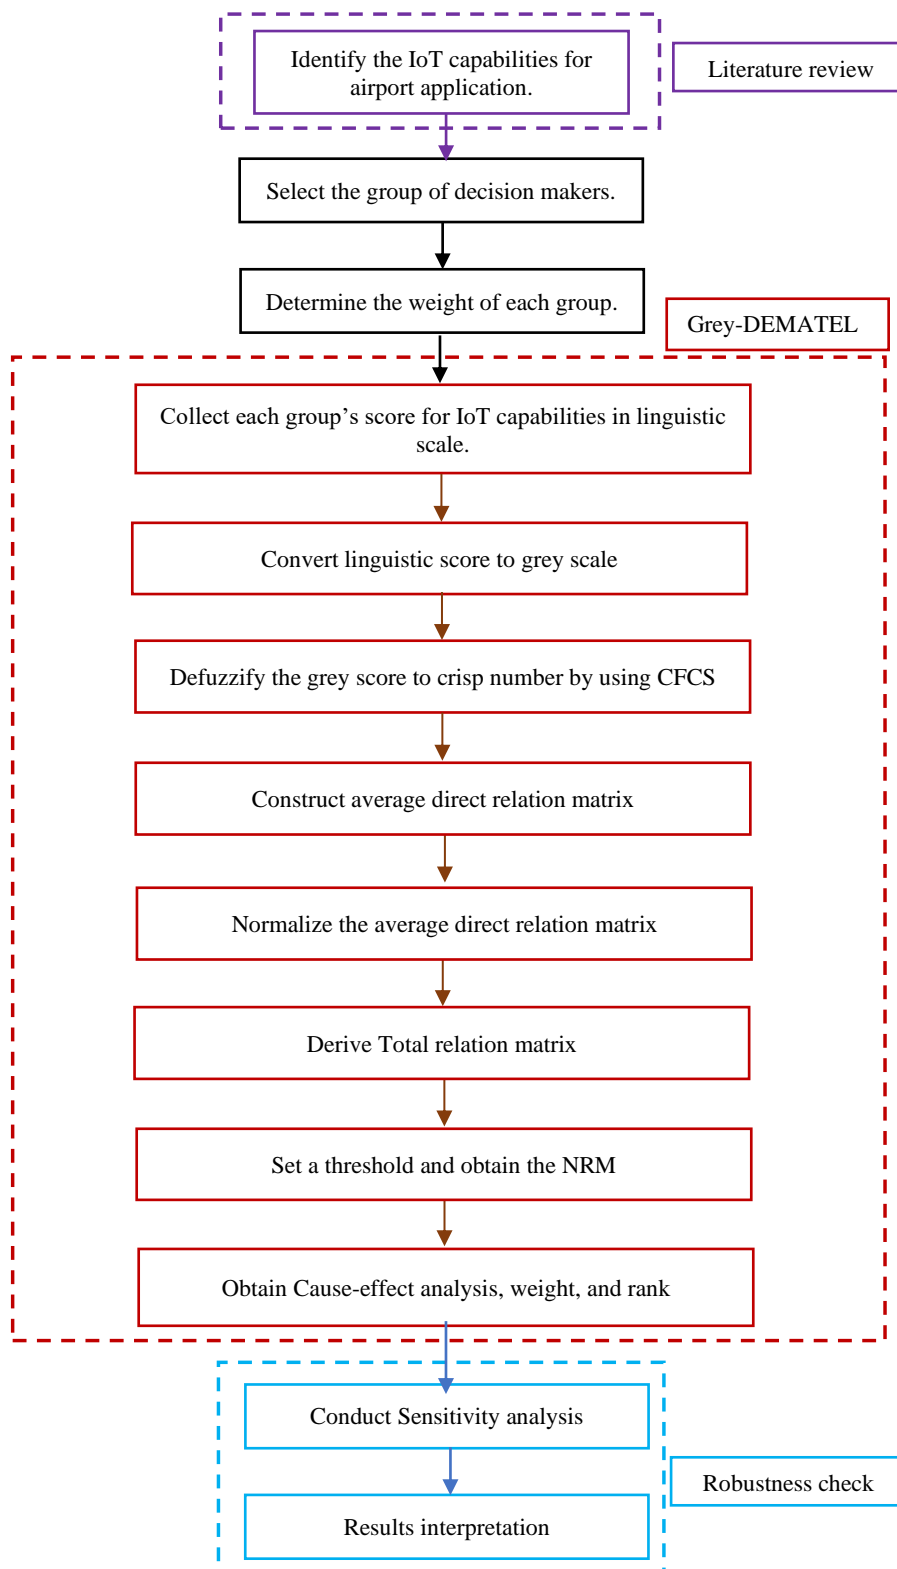 Identify the IoT capabilities for
airport application.
Literature review
Select the group of decision makers.
Determine the weight of each group.
Grey-DEMATEL
Collect each group’s score for IoT capabilities in linguistic
scale.
Convert linguistic score to grey scale
Defuzzify the grey score to crisp number by using CFCS
Construct average direct relation matrix
Normalize the average direct relation matrix
Derive Total relation matrix
Set a threshold and obtain the NRM
Obtain Cause-effect analysis, weight, and rank
Conduct Sensitivity analysis
Robustness check
Results interpretation